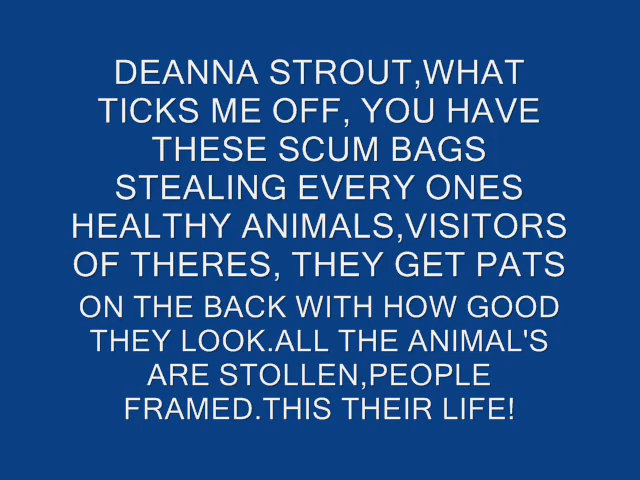 DEANNA STROUT,WHAT
TICKS ME OFF, YOU HAVE
THESE SCUM BAGS
STEALING EVERY ONES
HEALTHY ANIMALS,VISITORS
OF THERES, THEY GET PATS
ON THE BACK WITH HOW GOOD
THEY LOOK.ALL THE ANIMAL'S
ARE STOLLEN,PEOPLE
FRAMED.THIS THEIR LIFE!